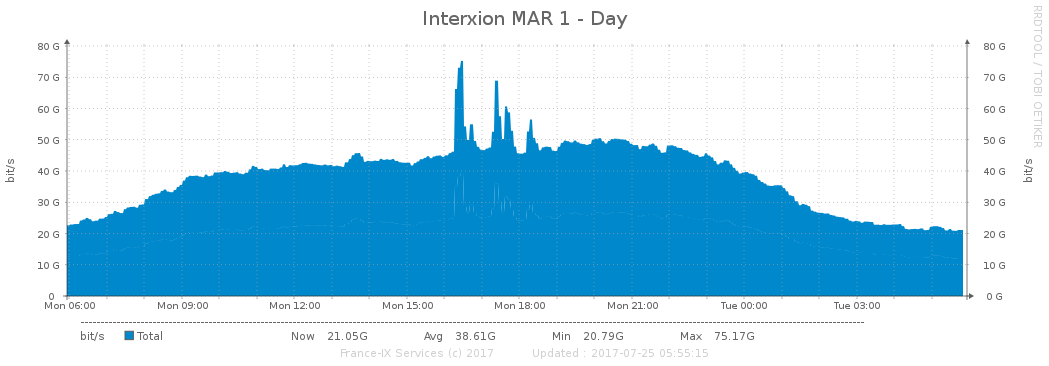 Interxion MAR 1 - Day
RRDTOOL / TOBI OETIKER
bit/s
bit/s
80 G 80 G
70 G 70 G
60 G 60 G
50 G 50 G
40 G 40 G
30 G 30 G
20 G 20 G
10 G 10 G
0 0 G
Mon 06:00 Mon 09:00 Mon 12:00 Mon 15:00 Mon 18:00 Mon 21:00 Tue 00:00 Tue 03:00
bit/s Total Now 21.05G Avg 38.61G Min 20.79G Max 75.17G
France-IX Services (c) 2017 Updated : 2017-07-25 05:55:15